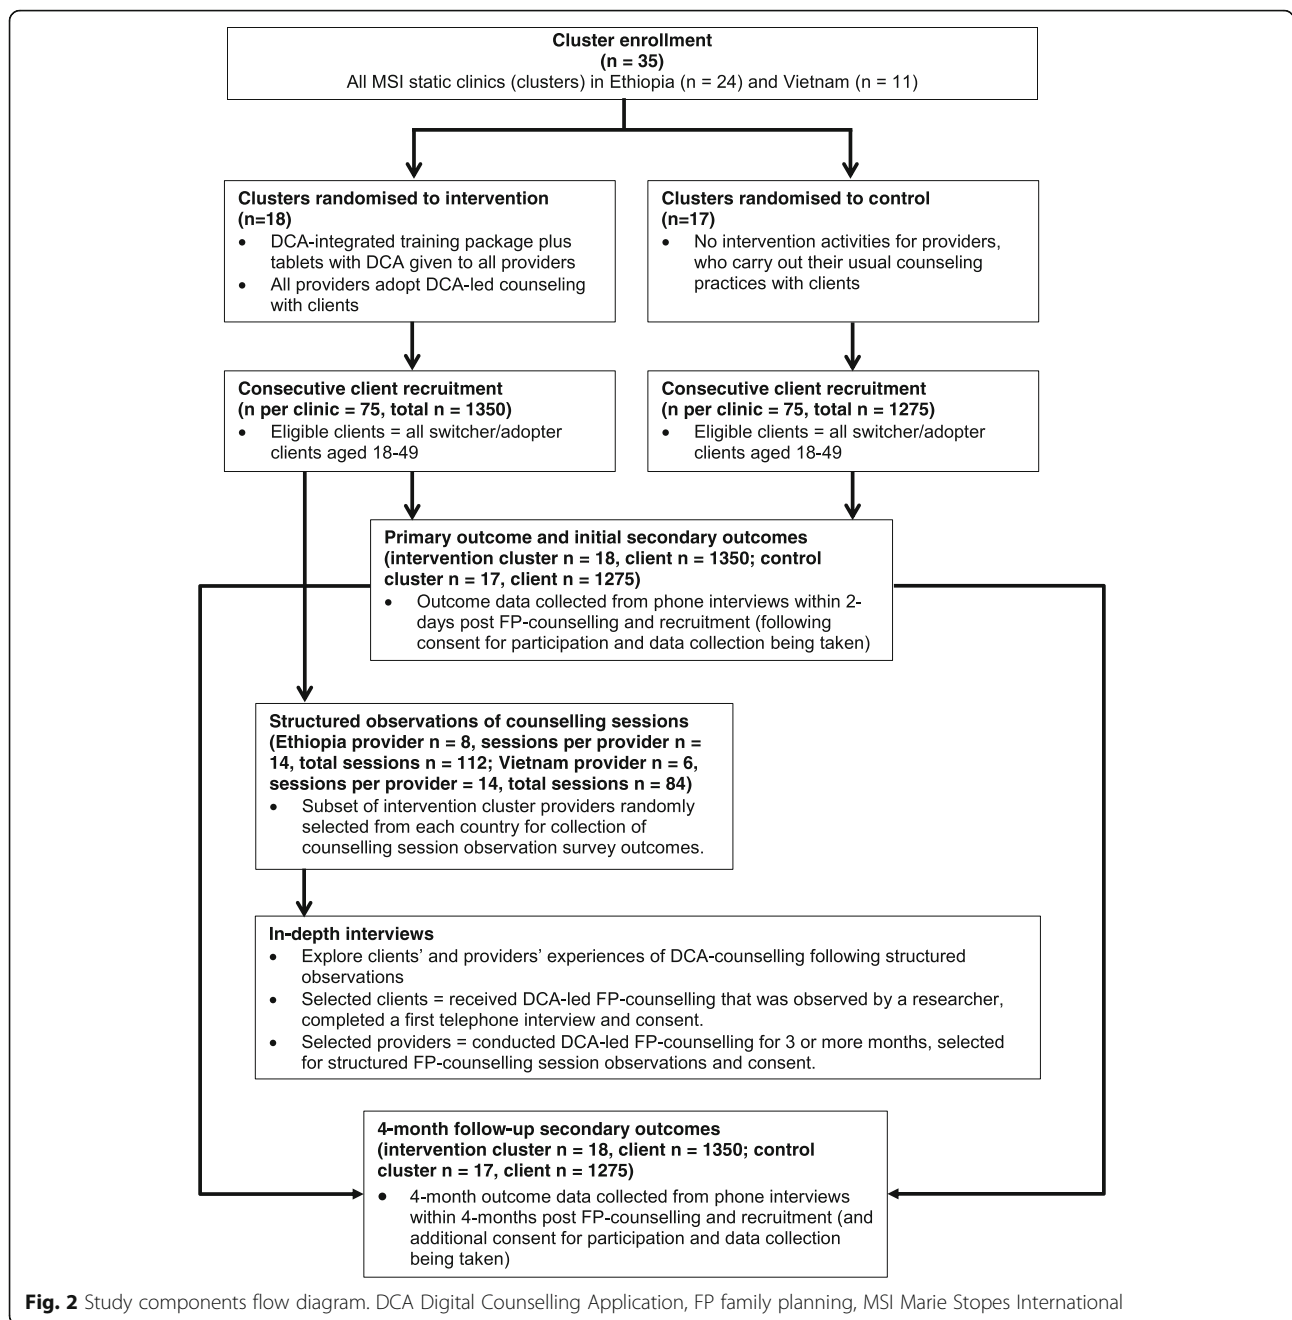 Cluster enrollment
(n = 35)
All MSI static clinics (clusters) in Ethiopia (n = 24) and Vietnam (n = 11)
Clusters randomised to intervention
(n=18)
• DCA-integrated training package plus
tablets with DCA given to all providers
• All providers adopt DCA-led counseling
with clients
Clusters randomised to control
(n=17)
• No intervention activities for providers,
who carry out their usual counseling
practices with clients
Consecutive client recruitment
(n per clinic = 75, total n = 1350)
• Eligible clients = all switcher/adopter
clients aged 18-49
Consecutive client recruitment
(n per clinic = 75, total n = 1275)
• Eligible clients = all switcher/adopter
clients aged 18-49
Primary outcome and initial secondary outcomes
(intervention cluster n = 18, client n = 1350; control
cluster n = 17, client n = 1275)
• Outcome data collected from phone interviews within 2-
days post FP-counselling and recruitment (following
consent for participation and data collection being taken)
Structured observations of counselling sessions
(Ethiopia provider n = 8, sessions per provider n =
14, total sessions n = 112; Vietnam provider n = 6,
sessions per provider = 14, total sessions n = 84)
• Subset of intervention cluster providers randomly
selected from each country for collection of
counselling session observation survey outcomes.
In-depth interviews
• Explore clients' and providers' experiences of DCA-counselling following structured
observations
• Selected clients = received DCA-led FP-counselling that was observed by a researcher,
completed a first telephone interview and consent.
• Selected providers = conducted DCA-led FP-counselling for 3 or more months, selected
for structured FP-counselling session observations and consent.
4-month follow-up secondary outcomes
(intervention cluster n = 18, client n = 1350; control
cluster n = 17, client n = 1275)
• 4-month outcome data collected from phone interviews
within 4-months post FP-counselling and recruitment (and
additional consent for participation and data collection
being taken)
Fig. 2 Study components flow diagram. DCA Digital Counselling Application, FP family planning, MSI Marie Stopes International